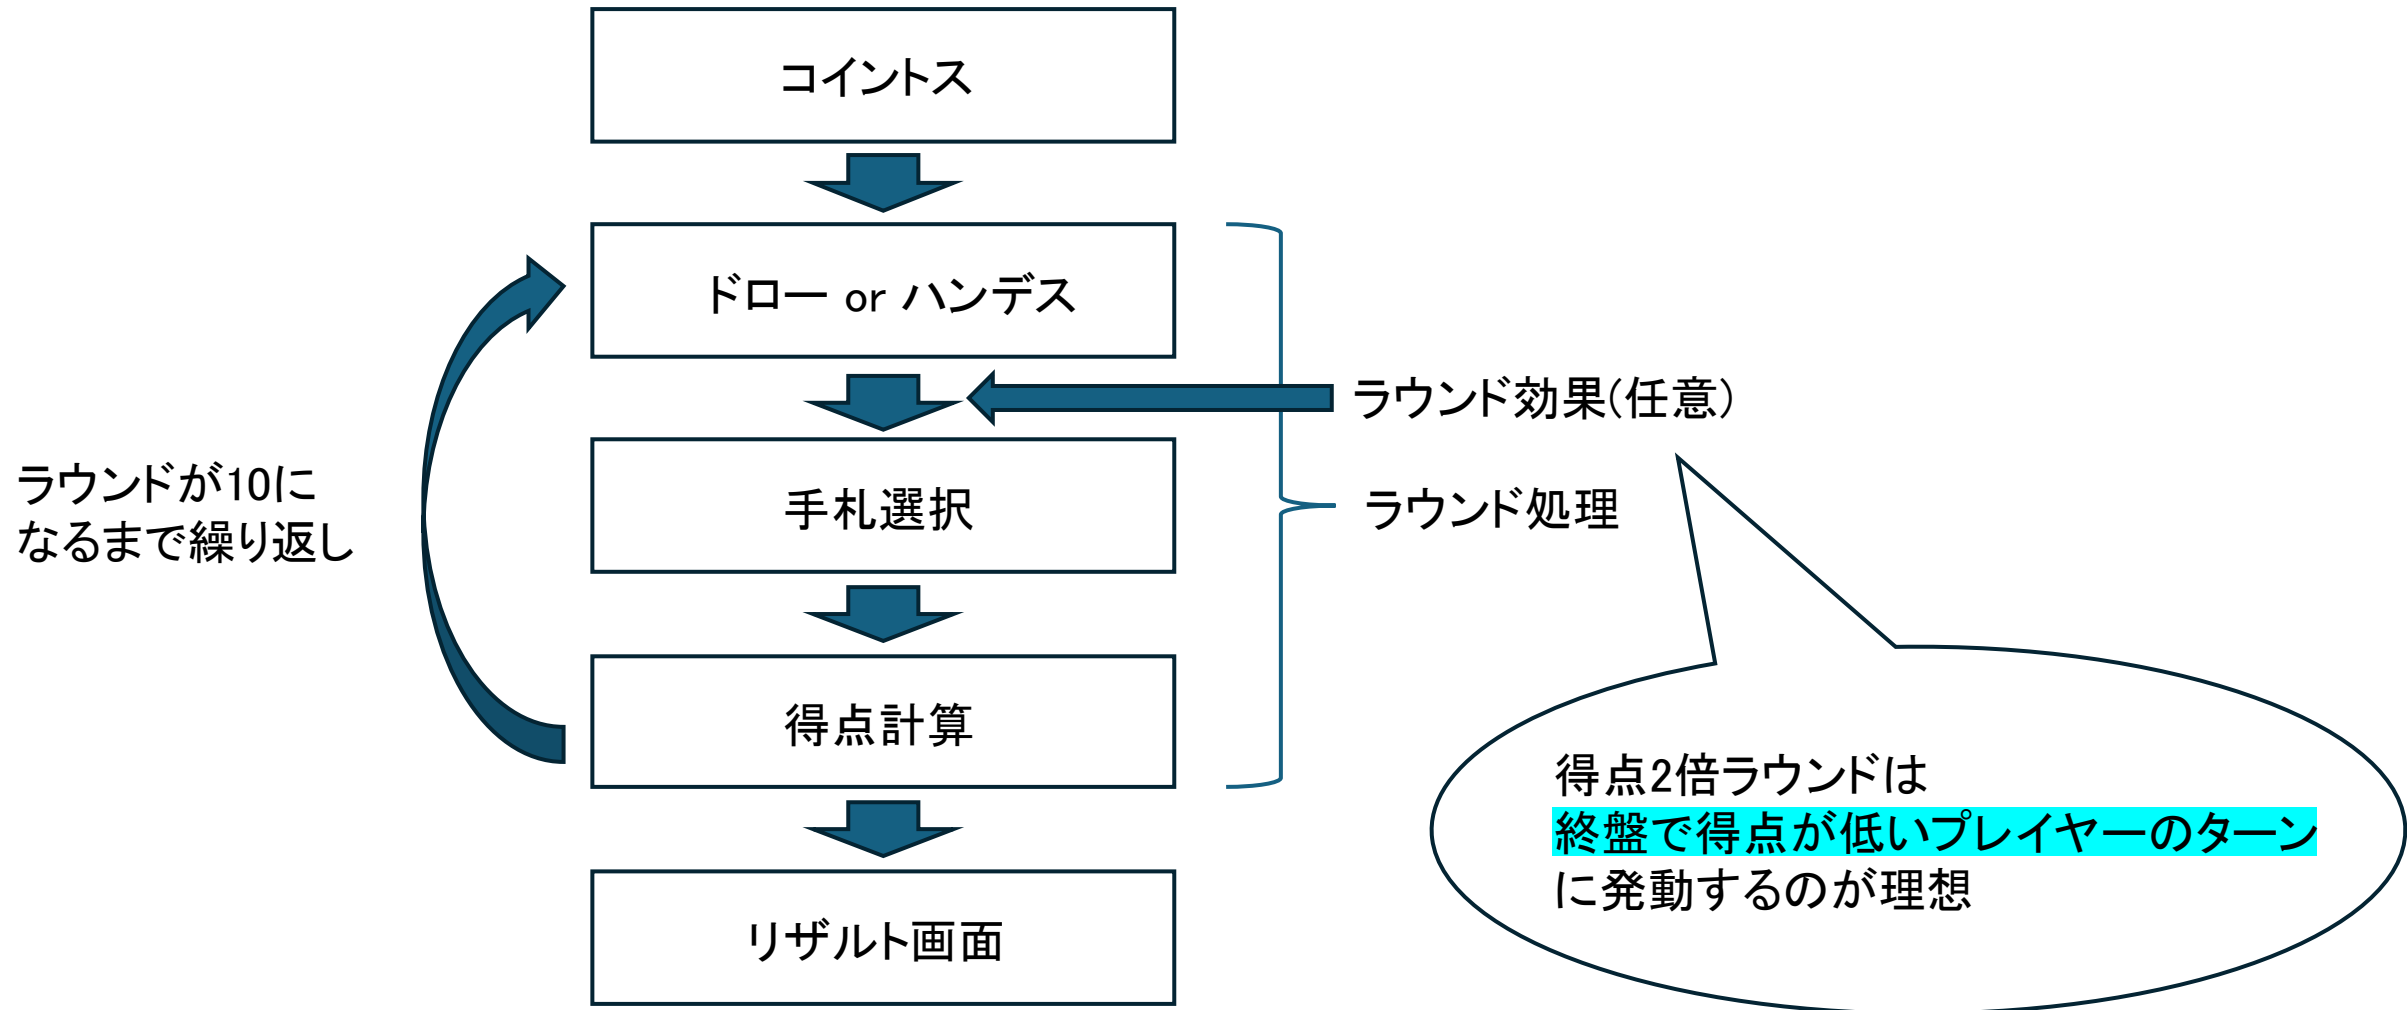 コイントス
ドロー or ハンデス
ラウンド効果(任意)
ラウンドが10に
なるまで繰り返し
手札選択
ラウンド処理
得点計算
得点2倍ラウンドは
終盤で得点が低いプレイヤーのターン
に発動するのが理想
リザルト画面